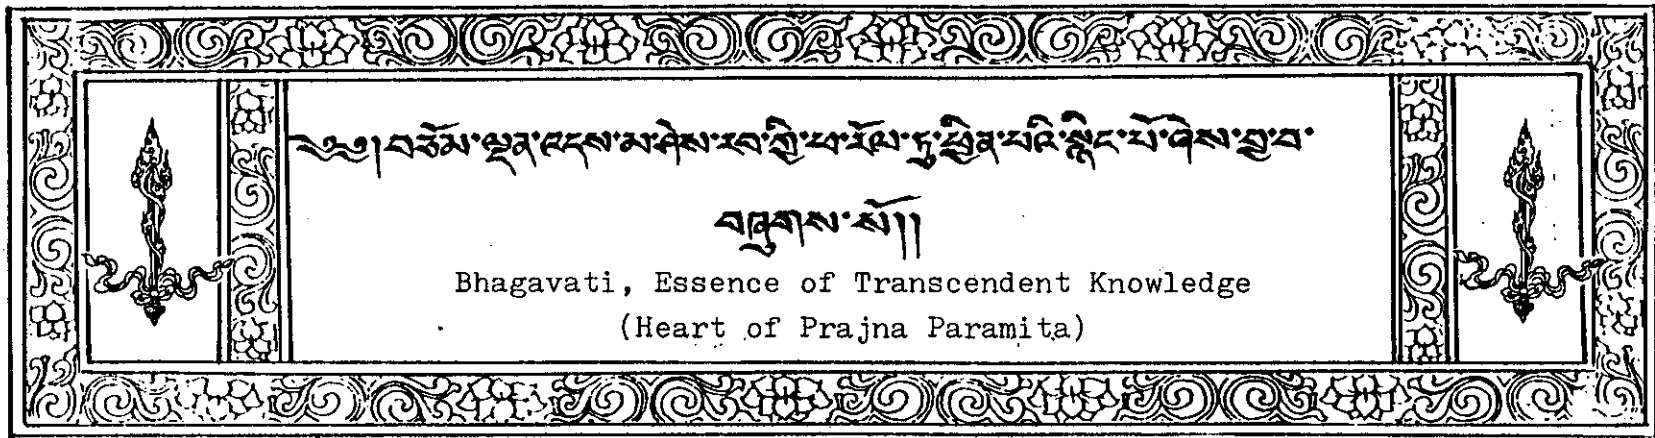 ༄༅། བཅོམ་ལྡན་འདས་མ་ཤེས་རབ་ཀྱི་ཕ་རོལ་ཏུ་ཕྱིན་པའི་སྙིང་པོ་ཞེས་བྱ་བ་
བཞུགས་སོ།།
Bhagavati, Essence of Transcendent Knowledge
(Heart of Prajna Paramita)